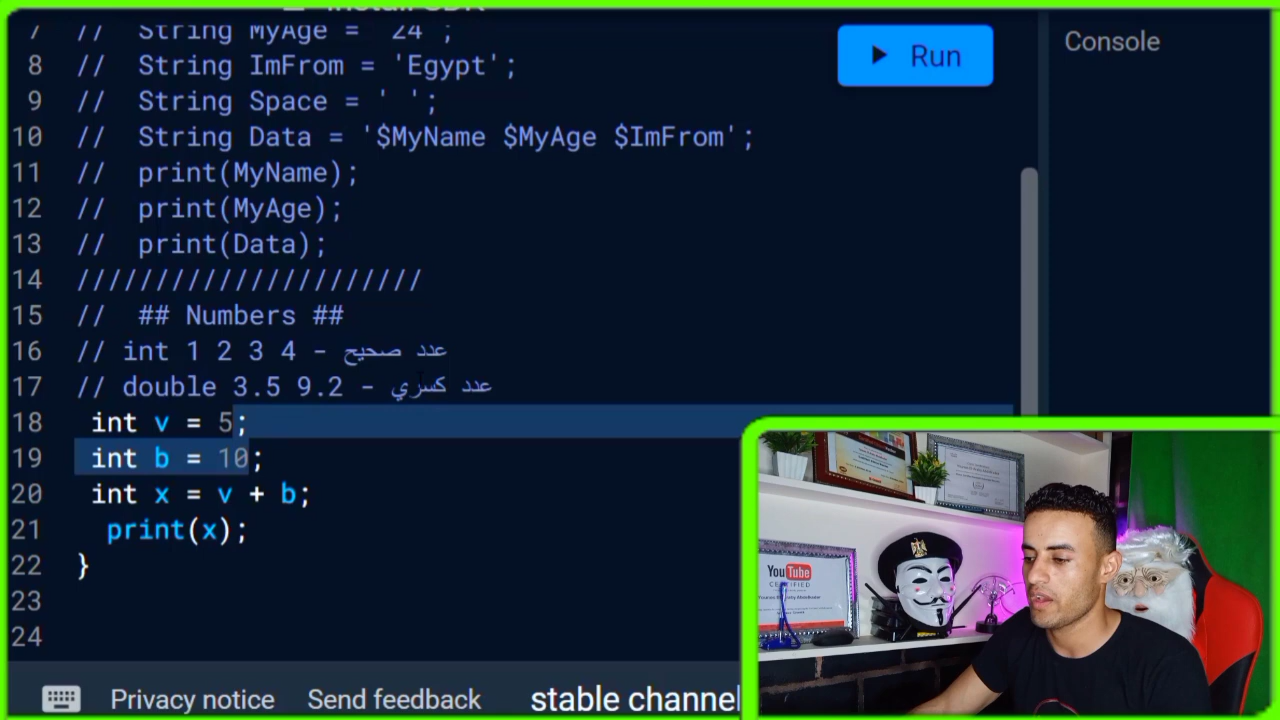 Install SDK
7 // String MyAge = '24';
Run
Console
8 // String ImFrom = 'Egypt';
9 // String Space = ' ';
10 // String Data = '$MyName $MyAge $ImFrom';
11 // print(MyName);
12 // print(MyAge);
13 // print(Data);
14 //////////////////////
15 // ## Numbers ##
16 // int 1 2 3 4 - عدد صحيح
17 // double 3.5 9.2 - عدد كسري
18 int v = 5;
19 int b = 10;
20 int x = v + b;
21 print(x);
22 }
23
24
Privacy notice Send feedback stable channel
YouTube
CERTIFIED